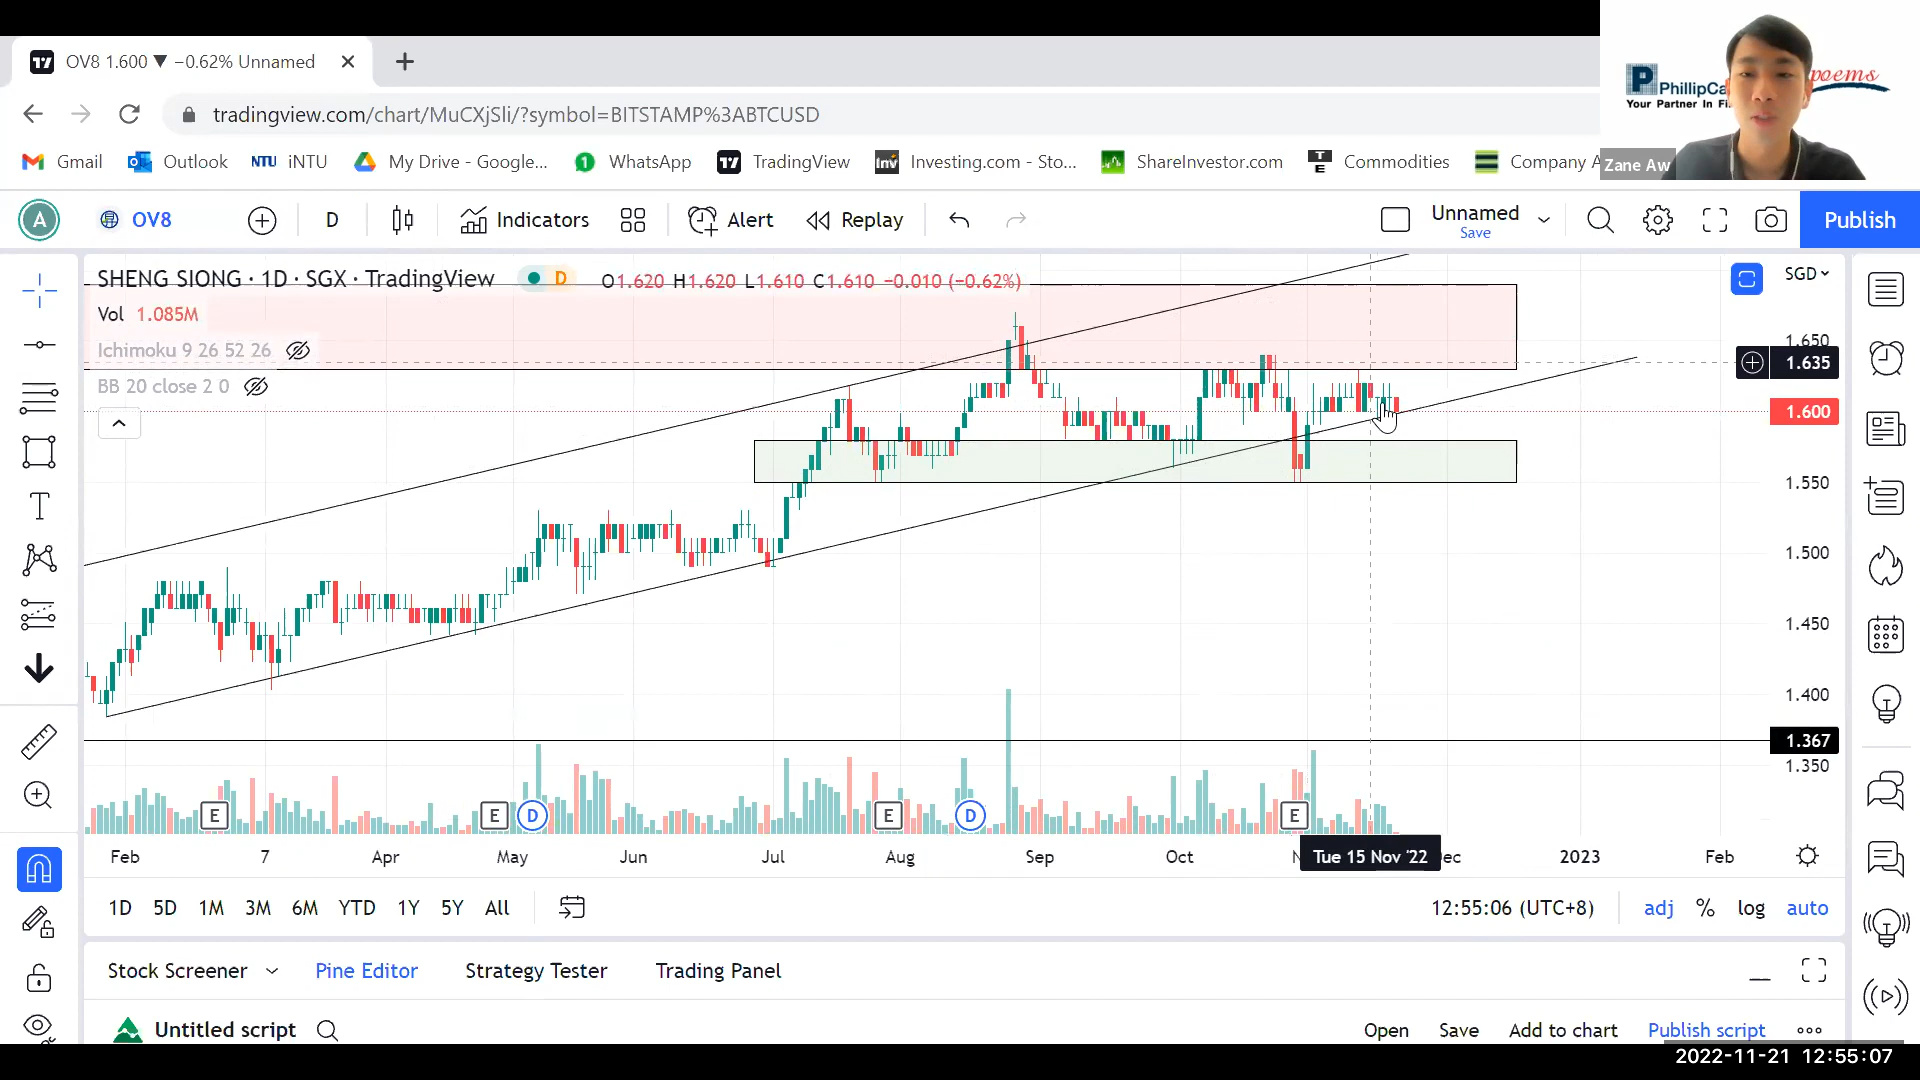 OV8 1.600 ▼ −0.62% Unnamed
tradingview.com/chart/MuCXjSli/?symbol=BITSTAMP%3ABTCUSD
Gmail Outlook NTU iNTU My Drive - Google... WhatsApp TradingView Inv Investing.com - Sto... ShareInvestor.com TE Commodities Company A
PhillipCa poems
Your Partner In Fi
Zane Aw
A OV8 D Indicators Alert Replay Unnamed Save Publish
SHENG SIONG · 1D · SGX · TradingView D O1.620 H1.620 L1.610 C1.610 −0.010 (−0.62%) SGD
Vol 1.085M
Ichimoku 9 26 52 26
BB 20 close 2 0
1.650
1.635
1.600
1.550
1.500
1.450
1.400
1.367
1.350
E E D E D E
Feb 7 Apr May Jun Jul Aug Sep Oct N Tue 15 Nov '22 ec 2023 Feb
1D 5D 1M 3M 6M YTD 1Y 5Y All 12:55:06 (UTC+8) adj % log auto
Stock Screener Pine Editor Strategy Tester Trading Panel
Untitled script Open Save Add to chart Publish script
2022-11-21 12:55:07